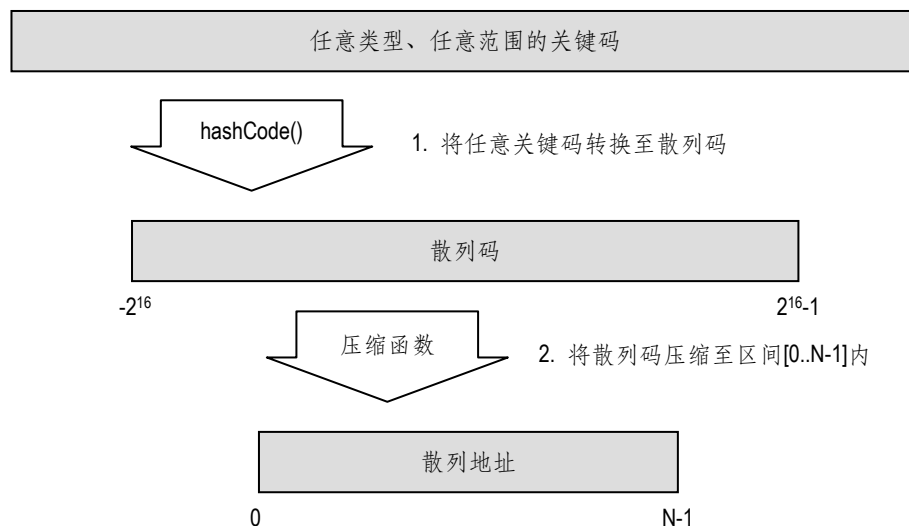 任意类型、任意范围的关键码
hashCode()
1. 将任意关键码转换至散列码
散列码
-2¹⁶
2¹⁶-1
压缩函数
2. 将散列码压缩至区间[0..N-1]内
散列地址
0
N-1